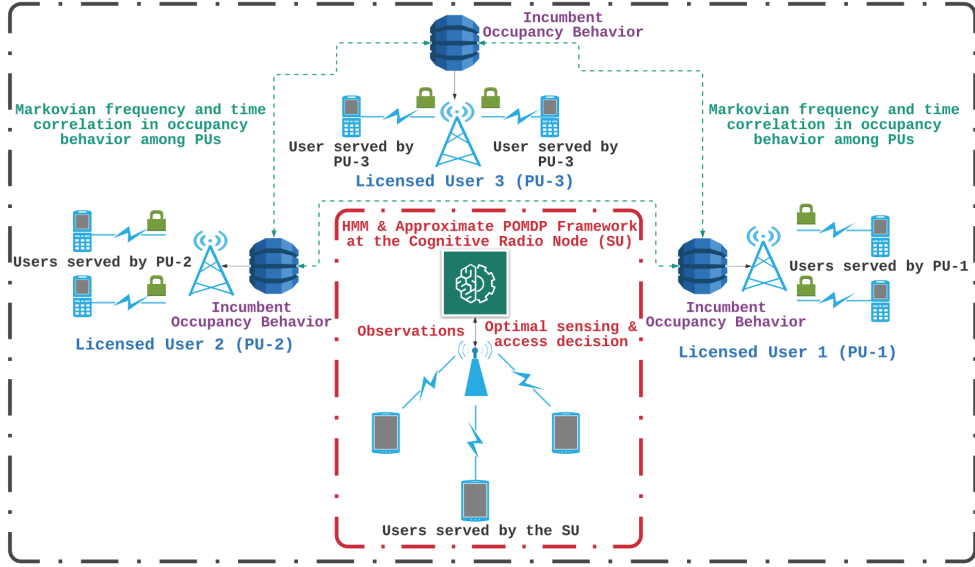 Incumbent
Occupancy Behavior
Markovian frequency and time
correlation in occupancy
behavior among PUs
Markovian frequency and time
correlation in occupancy
behavior among PUs
User served by
PU-3
User served by
PU-3
Licensed User 3 (PU-3)
HMM & Approximate POMDP Framework
at the Cognitive Radio Node (SU)
Users served by PU-2
Incumbent
Occupancy Behavior
Licensed User 2 (PU-2)
Users served by PU-1
Incumbent
Occupancy Behavior
Licensed User 1 (PU-1)
Observations
Optimal sensing &
access decision
Users served by the SU